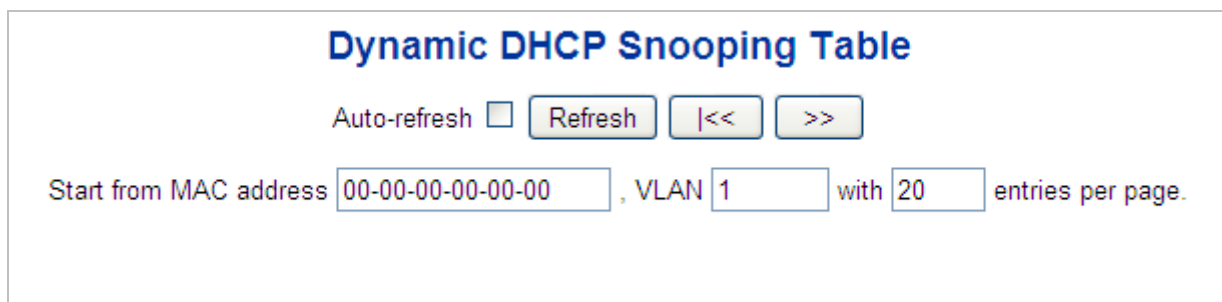 Dynamic DHCP Snooping Table
Auto-refresh Refresh |<< >>
Start from MAC address 00-00-00-00-00-00 , VLAN 1 with 20 entries per page.